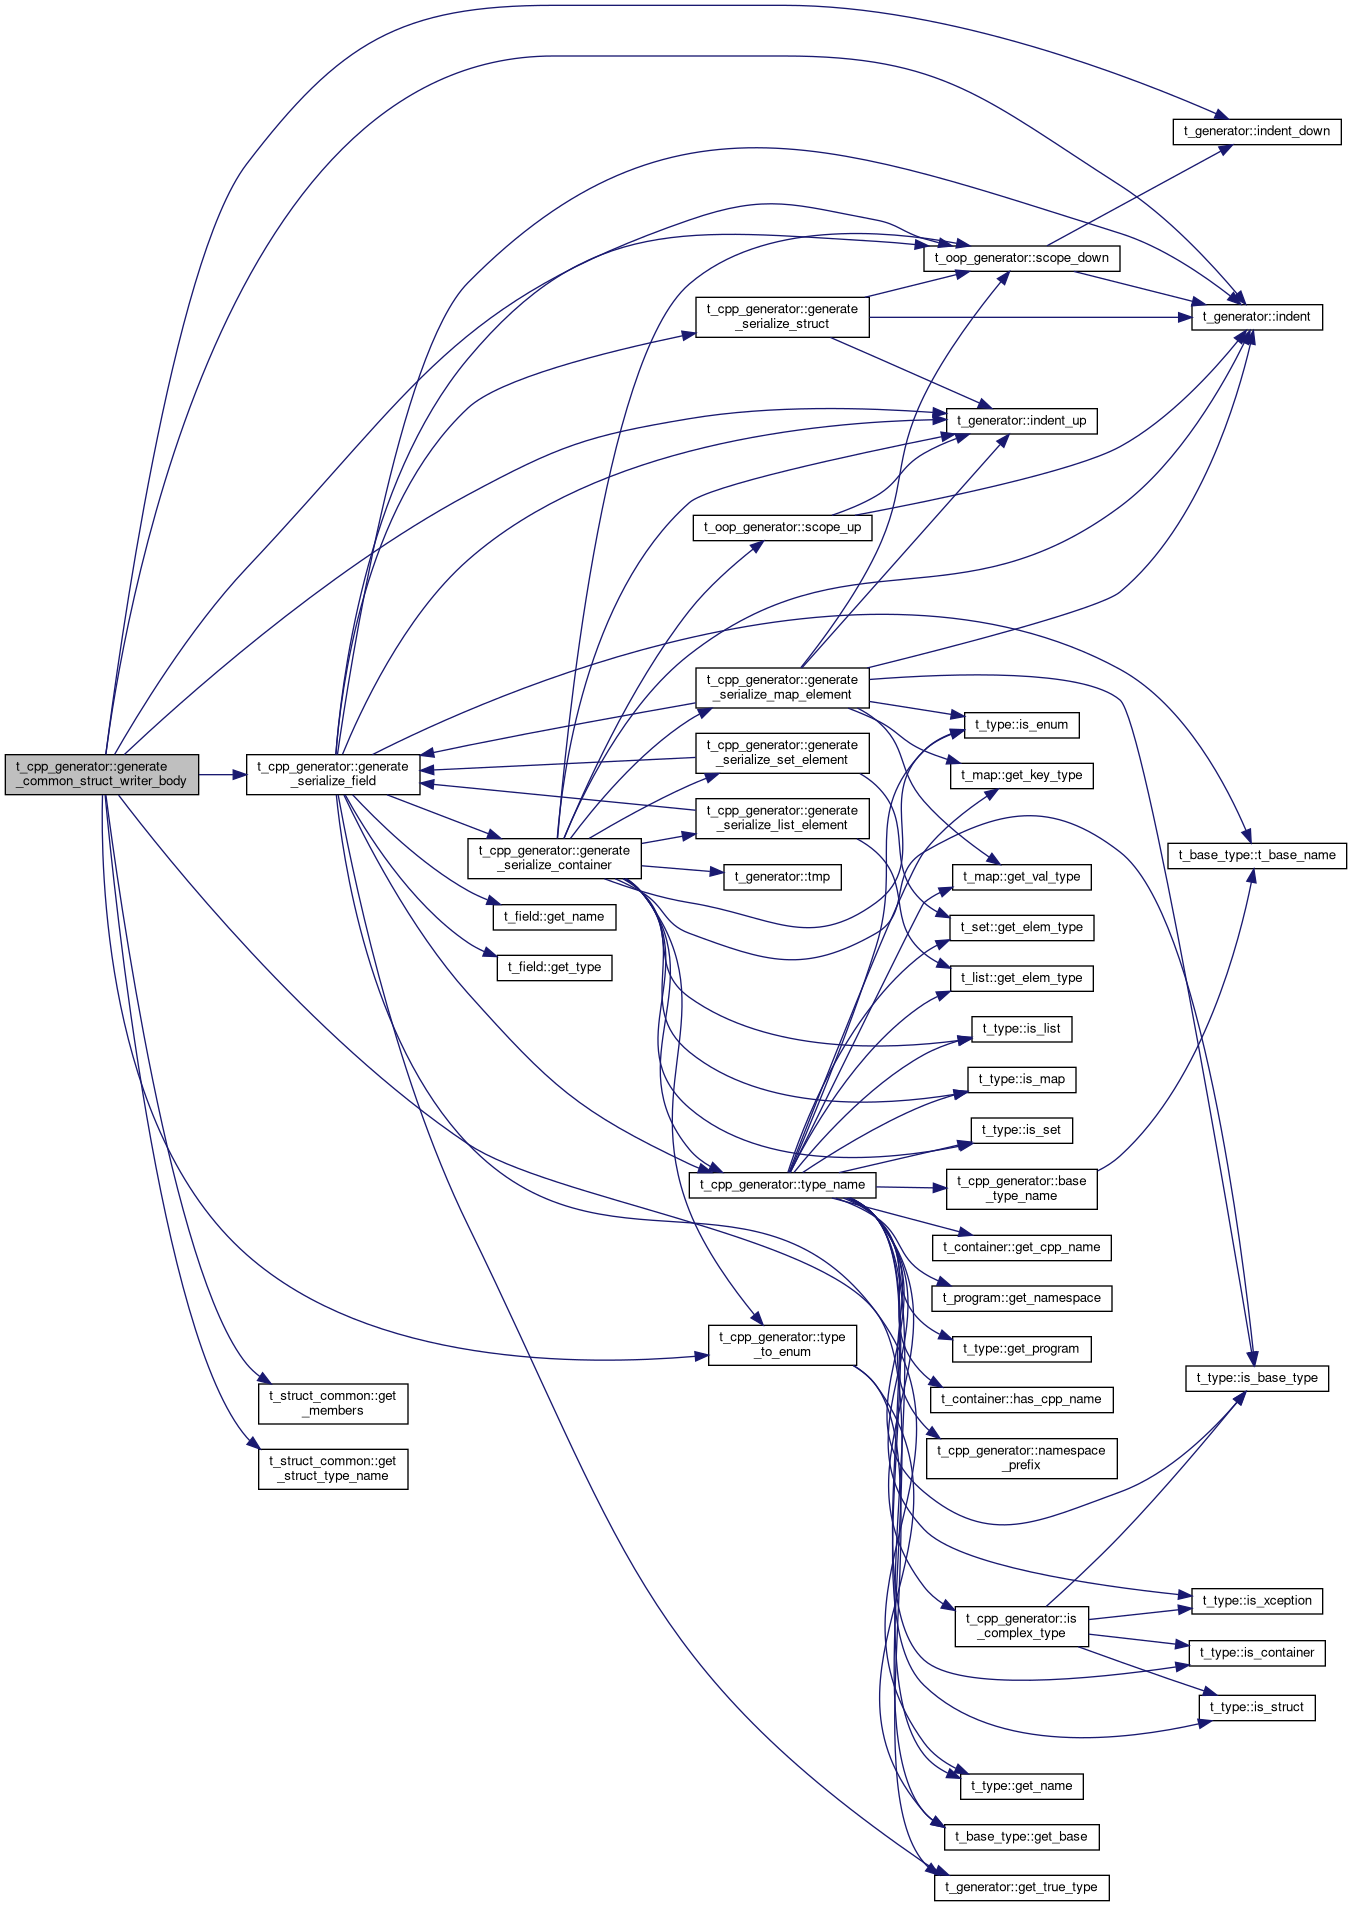 t_generator::indent_down
t_oop_generator::scope_down
t_cpp_generator::generate
_serialize_struct
t_generator::indent
t_generator::indent_up
t_oop_generator::scope_up
t_cpp_generator::generate
_serialize_map_element
t_type::is_enum
t_cpp_generator::generate
_common_struct_writer_body
t_cpp_generator::generate
_serialize_field
t_cpp_generator::generate
_serialize_set_element
t_map::get_key_type
t_cpp_generator::generate
_serialize_list_element
t_cpp_generator::generate
_serialize_container
t_base_type::t_base_name
t_generator::tmp
t_map::get_val_type
t_field::get_name
t_set::get_elem_type
t_field::get_type
t_list::get_elem_type
t_type::is_list
t_type::is_map
t_type::is_set
t_cpp_generator::type_name
t_cpp_generator::base
_type_name
t_container::get_cpp_name
t_program::get_namespace
t_cpp_generator::type
_to_enum
t_type::get_program
t_type::is_base_type
t_struct_common::get
_members
t_container::has_cpp_name
t_struct_common::get
_struct_type_name
t_cpp_generator::namespace
_prefix
t_type::is_xception
t_cpp_generator::is
_complex_type
t_type::is_container
t_type::is_struct
t_type::get_name
t_base_type::get_base
t_generator::get_true_type